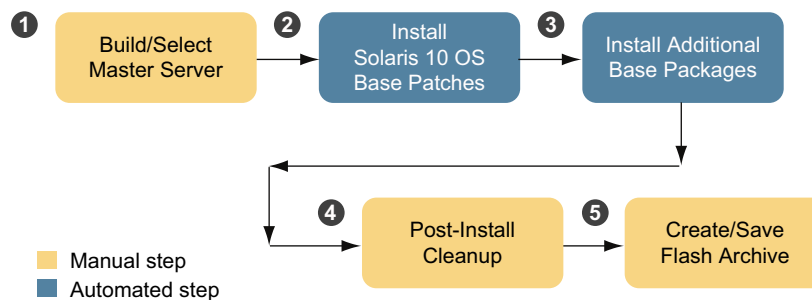 1
Build/Select
Master Server
2
Install
Solaris 10 OS
Base Patches
3
Install Additional
Base Packages
4
Post-Install
Cleanup
5
Create/Save
Flash Archive
Manual step
Automated step